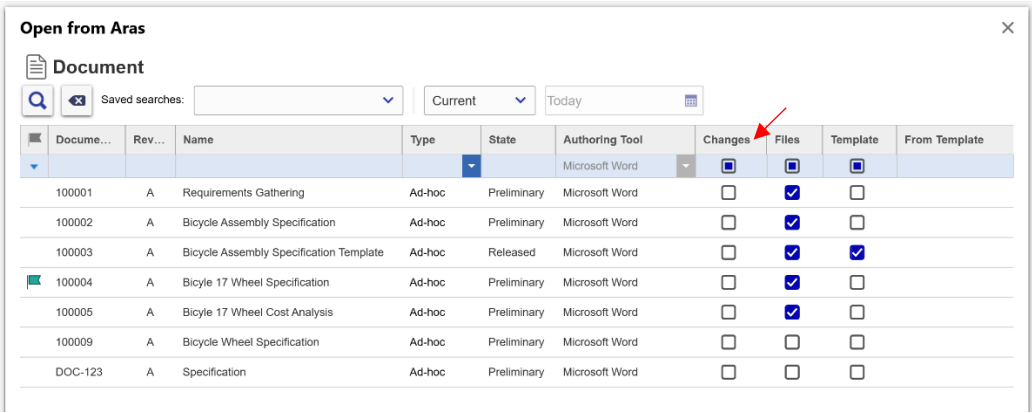 Open from Aras
Document
Saved searches: Current Today
Docume... Rev... Name Type State Authoring Tool Changes Files Template From Template
Microsoft Word
100001 A Requirements Gathering Ad-hoc Preliminary Microsoft Word
100002 A Bicycle Assembly Specification Ad-hoc Preliminary Microsoft Word
100003 A Bicycle Assembly Specification Template Ad-hoc Released Microsoft Word
100004 A Bicyle 17 Wheel Specification Ad-hoc Preliminary Microsoft Word
100005 A Bicyle 17 Wheel Cost Analysis Ad-hoc Preliminary Microsoft Word
100009 A Bicycle Wheel Specification Ad-hoc Preliminary Microsoft Word
DOC-123 A Specification Ad-hoc Preliminary Microsoft Word